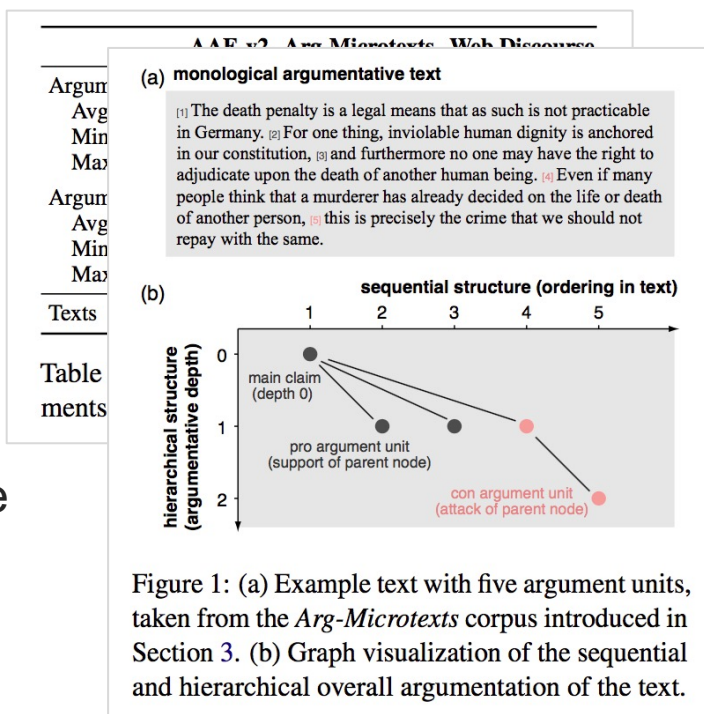 AAE-v2 Arg-Microtexts Web Discourse
Argum
Avg
Min
Max
Argum
Avg
Min
Max
Texts
Table
ments
e
(a) monological argumentative text
[1] The death penalty is a legal means that as such is not practicable
in Germany. [2] For one thing, inviolable human dignity is anchored
in our constitution, [3] and furthermore no one may have the right to
adjudicate upon the death of another human being. [4] Even if many
people think that a murderer has already decided on the life or death
of another person, [5] this is precisely the crime that we should not
repay with the same.
(b)
sequential structure (ordering in text)
1 2 3 4 5
hierarchical structure
(argumentative depth)
0
main claim
(depth 0)
1
pro argument unit
(support of parent node)
2
con argument unit
(attack of parent node)
Figure 1: (a) Example text with five argument units,
taken from the Arg-Microtexts corpus introduced in
Section 3. (b) Graph visualization of the sequential
and hierarchical overall argumentation of the text.